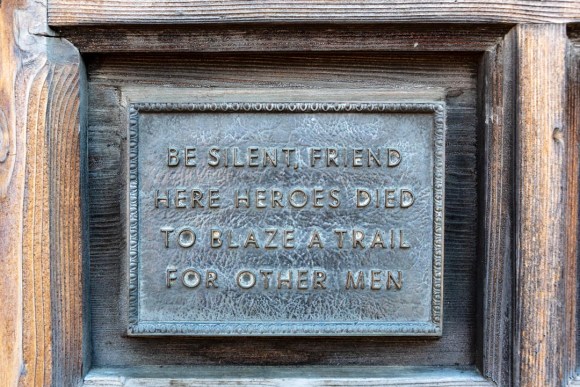 BE SILENT, FRIEND
HERE HEROES DIED
TO BLAZE A TRAIL
FOR OTHER MEN